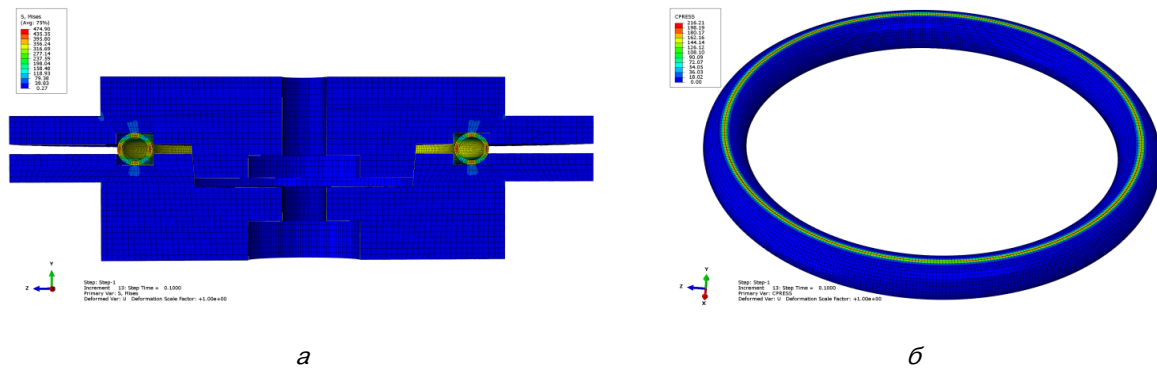 S, Mises
(Avg: 75%)
474.90
435.35
395.80
356.24
316.69
277.14
237.59
198.04
158.48
118.93
79.38
39.83
0.27
Y
Z
Step: Step-1
Increment 13: Step Time = 0.1000
Primary Var: S, Mises
Deformed Var: U Deformation Scale Factor: +1.00e+00
а
CPRESS
216.21
198.19
180.17
162.16
144.14
126.12
108.10
90.09
72.07
54.05
36.03
18.02
0.00
Y
Z
X
Step: Step-1
Increment 13: Step Time = 0.1000
Primary Var: CPRESS
Deformed Var: U Deformation Scale Factor: +1.00e+00
б